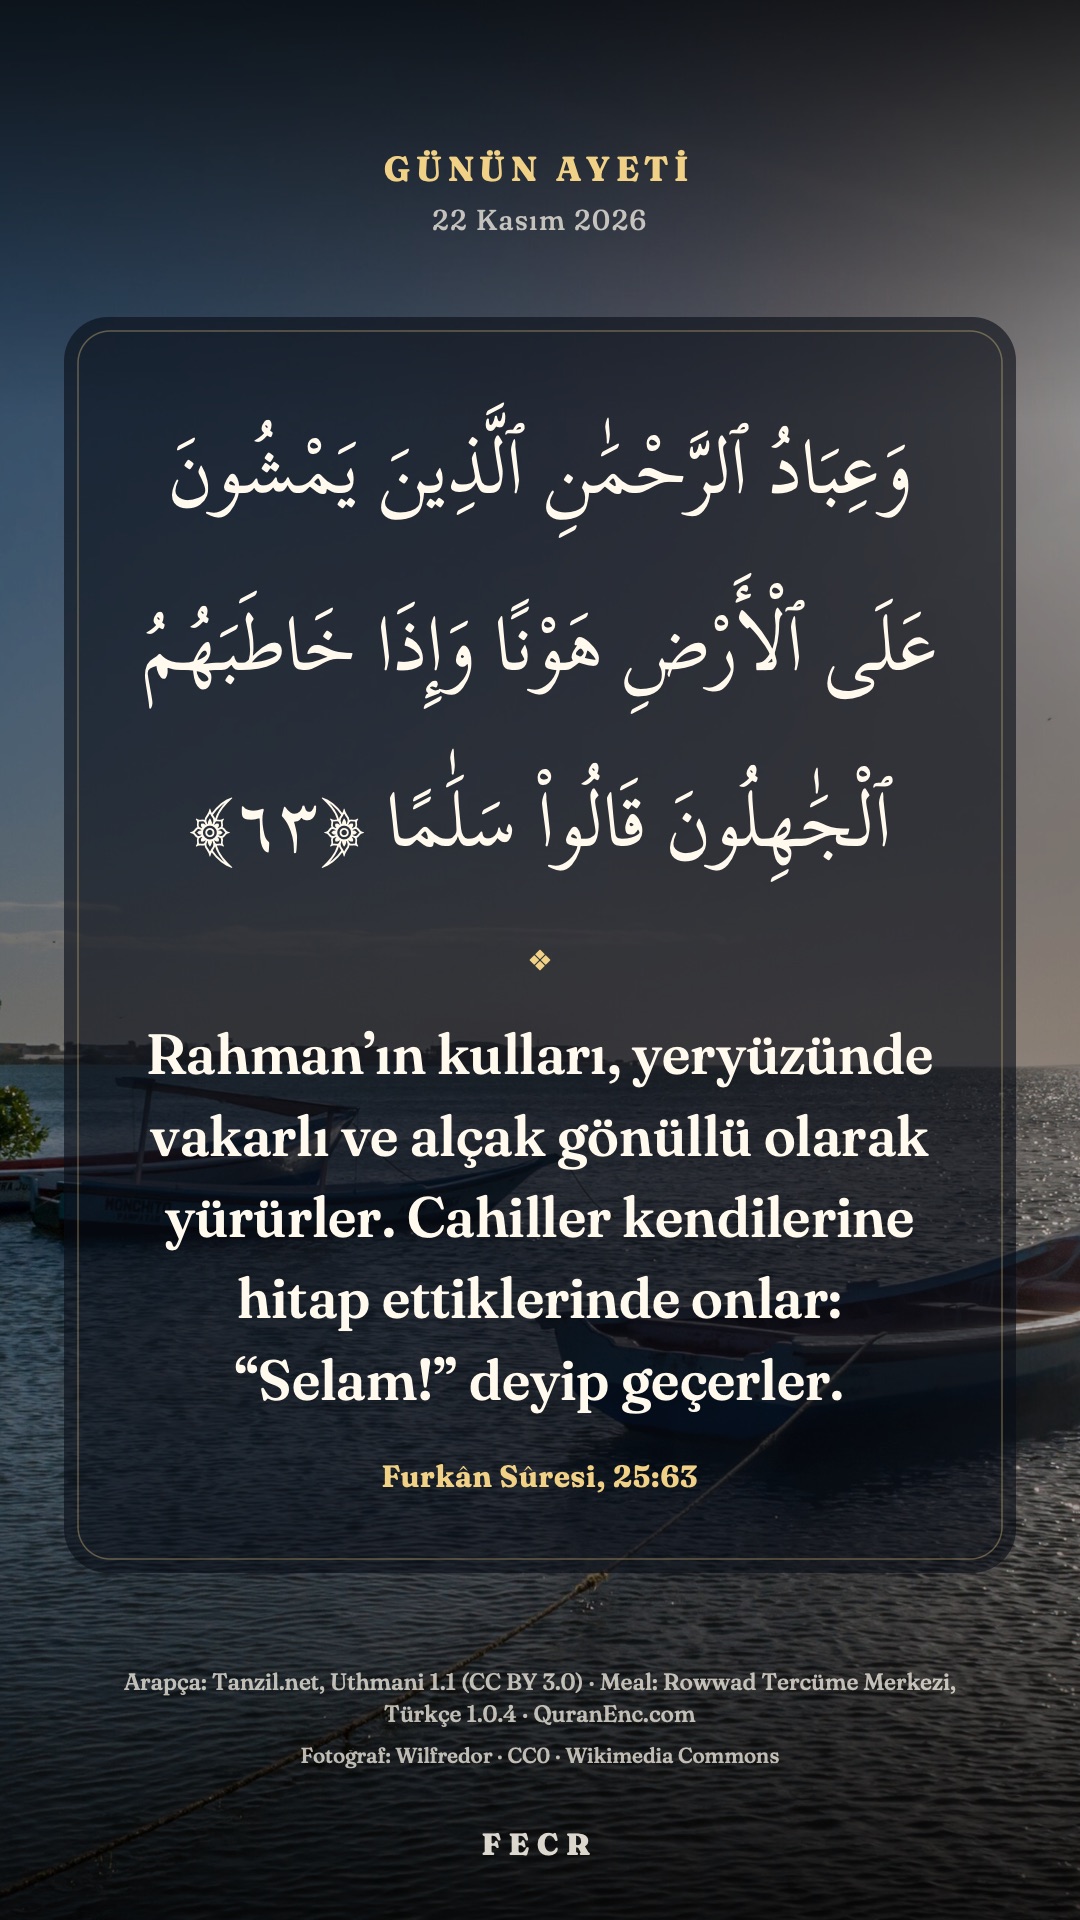 GÜNÜN AYETİ
22 Kasım 2026
وَعِبَادُ ٱلرَّحْمَٰنِ ٱلَّذِينَ يَمْشُونَ
عَلَى ٱلْأَرْضِ هَوْنًا وَإِذَا خَاطَبَهُمُ
ٱلْجَٰهِلُونَ قَالُوا۟ سَلَٰمًا ﴿٦٣﴾
❖
Rahman’ın kulları, yeryüzünde
vakarlı ve alçak gönüllü olarak
yürürler. Cahiller kendilerine
hitap ettiklerinde onlar:
“Selam!” deyip geçerler.
Furkân Sûresi, 25:63
Arapça: Tanzil.net, Uthmani 1.1 (CC BY 3.0) · Meal: Rowwad Tercüme Merkezi,
Türkçe 1.0.4 · QuranEnc.com
Fotograf: Wilfredor · CC0 · Wikimedia Commons
FECR